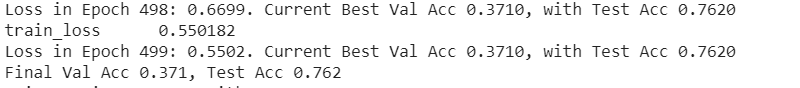 Loss in Epoch 498: 0.6699. Current Best Val Acc 0.3710, with Test Acc 0.7620
train_loss     0.550182
Loss in Epoch 499: 0.5502. Current Best Val Acc 0.3710, with Test Acc 0.7620
Final Val Acc 0.371, Test Acc 0.762